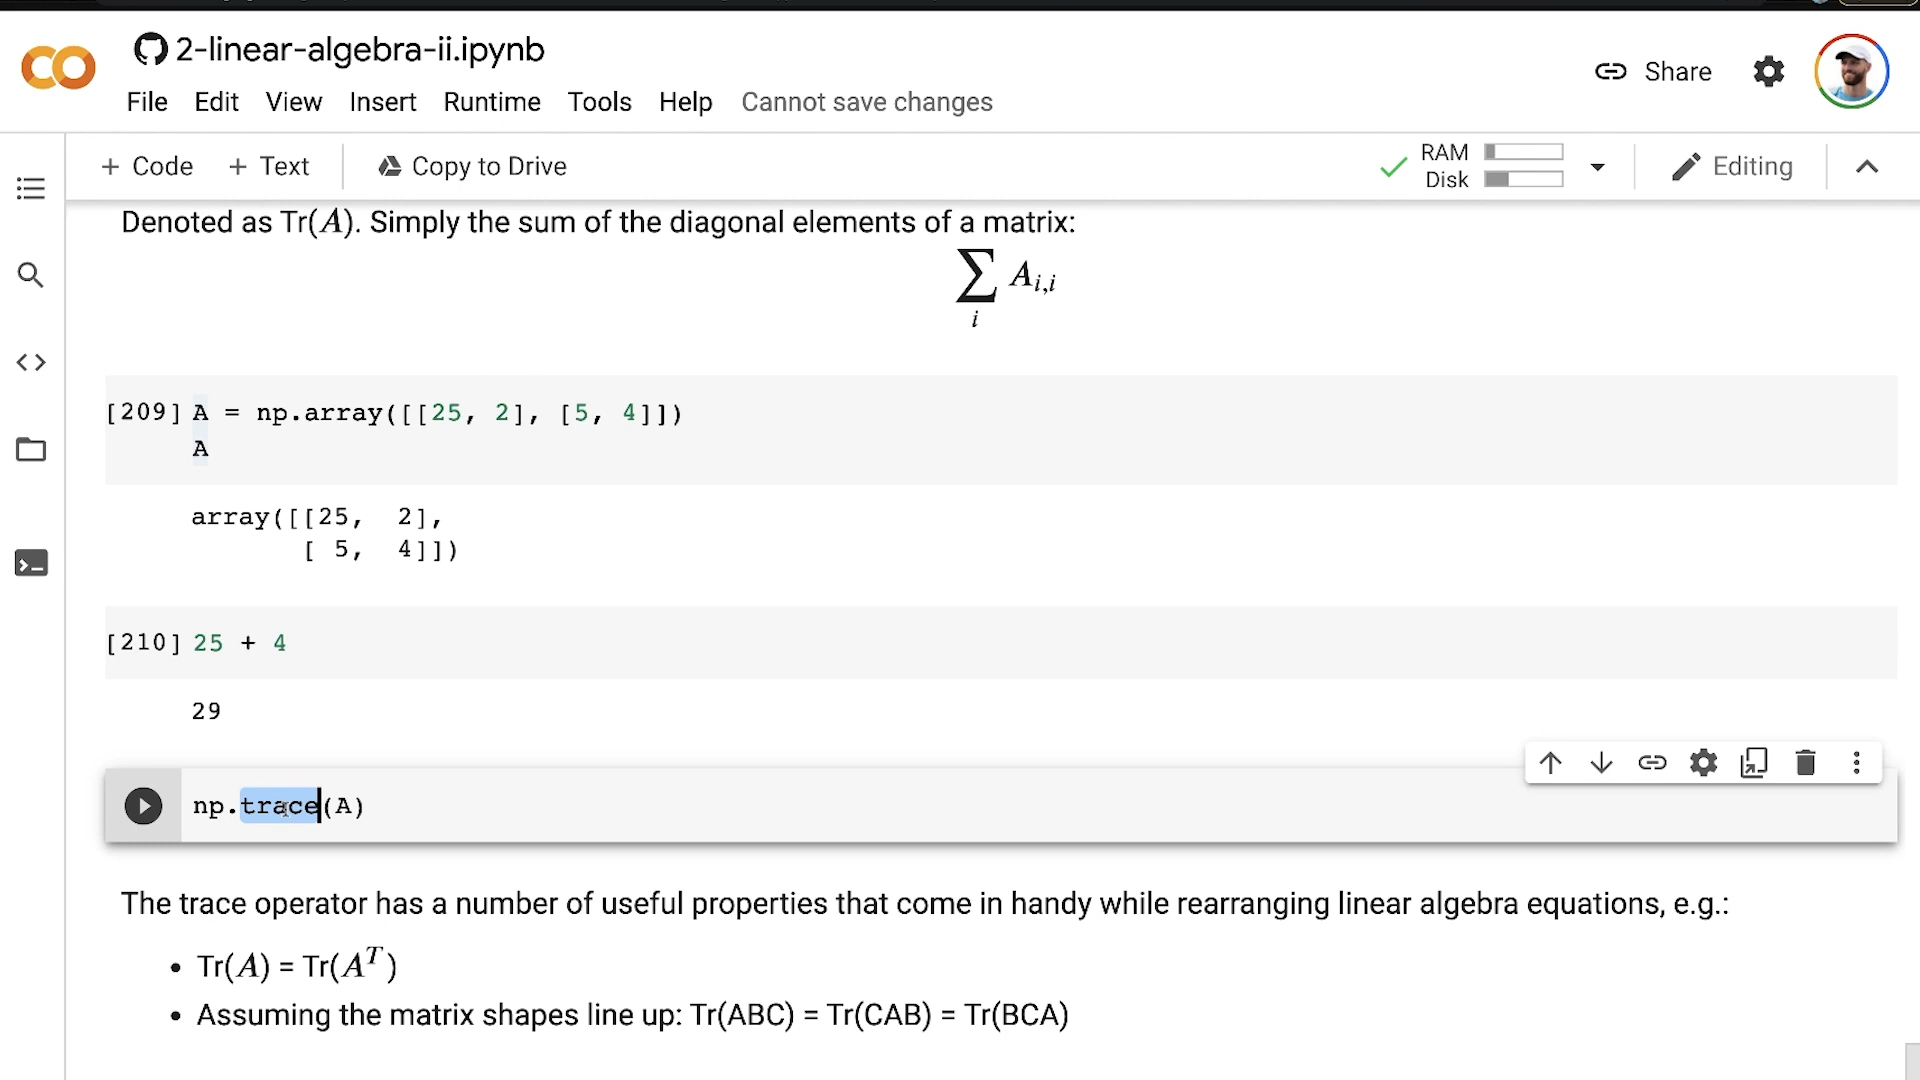 2-linear-algebra-ii.ipynb
File Edit View Insert Runtime Tools Help Cannot save changes
Share
+ Code + Text Copy to Drive
RAM
Disk
Editing
Denoted as Tr(A). Simply the sum of the diagonal elements of a matrix:
∑ A_{i,i}
i
[209] A = np.array([[25, 2], [5, 4]])
A
array([[25, 2],
[ 5, 4]])
[210] 25 + 4
29
np.trace(A)
The trace operator has a number of useful properties that come in handy while rearranging linear algebra equations, e.g.:
• Tr(A) = Tr(A^T)
• Assuming the matrix shapes line up: Tr(ABC) = Tr(CAB) = Tr(BCA)